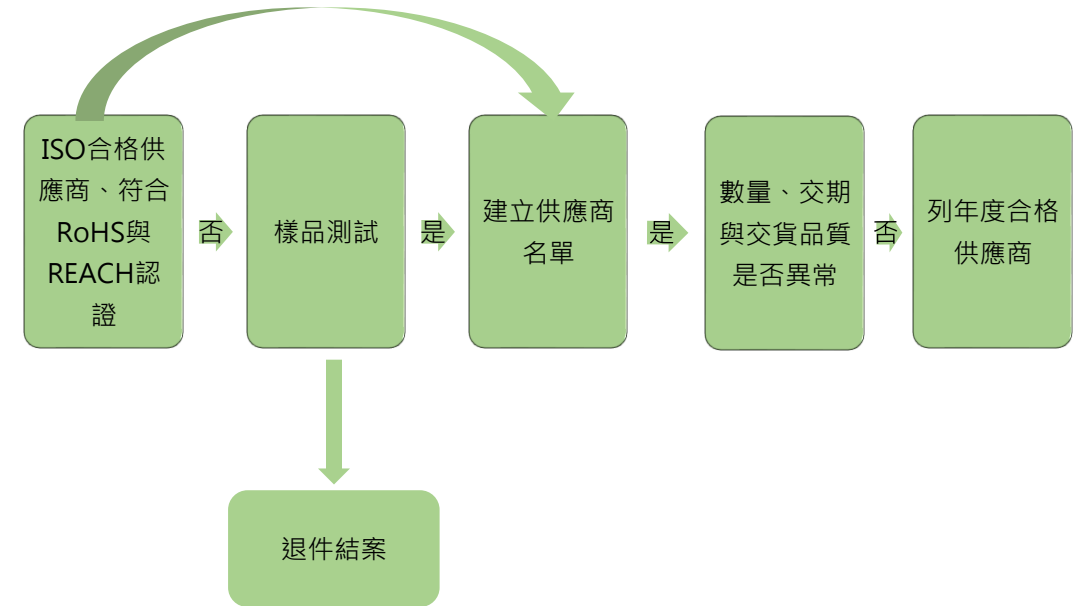 ISO合格供
應商、符合
RoHS與
REACH認
證
否
樣品測試
是
建立供應商
名單
是
數量、交期
與交貨品質
是否異常
否
列年度合格
供應商
退件結案